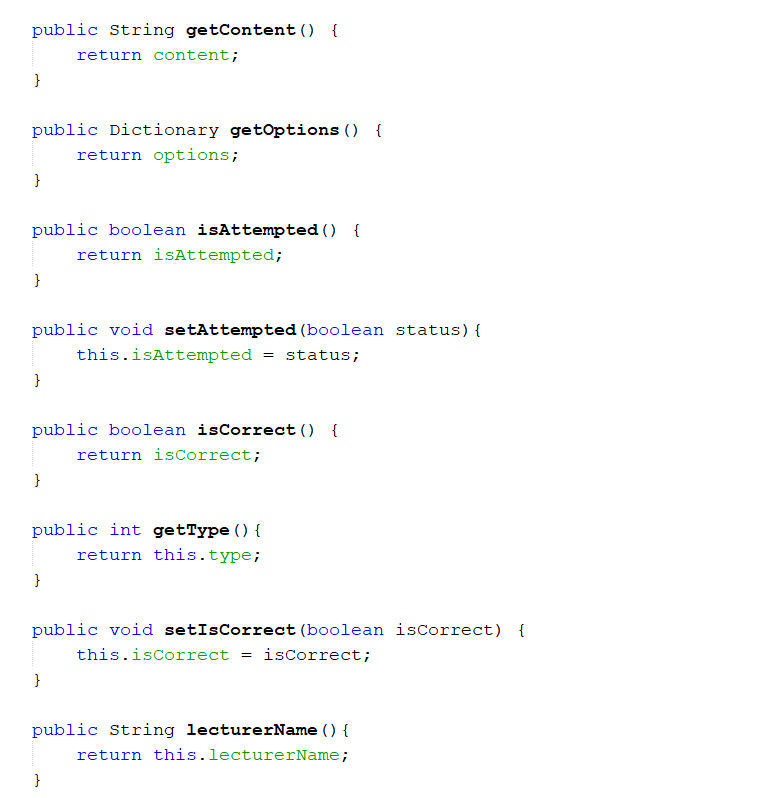 public String getContent() {
    return content;
}
public Dictionary getOptions() {
    return options;
}
public boolean isAttempted() {
    return isAttempted;
}
public void setAttempted(boolean status){
    this.isAttempted = status;
}
public boolean isCorrect() {
    return isCorrect;
}
public int getType(){
    return this.type;
}
public void setIsCorrect(boolean isCorrect) {
    this.isCorrect = isCorrect;
}
public String lecturerName(){
    return this.lecturerName;
}